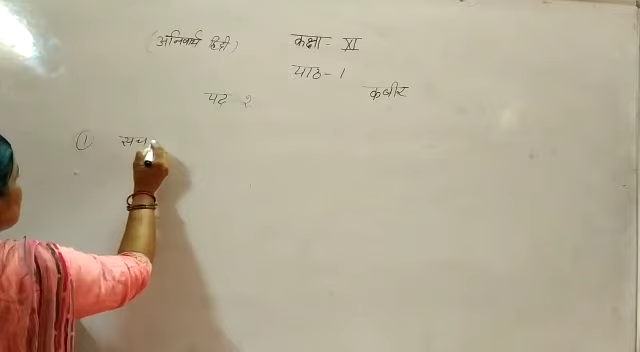 (अनिवार्य हिंदी) कक्षा - XI
पाठ - 1
पद २ कबीर
① सच